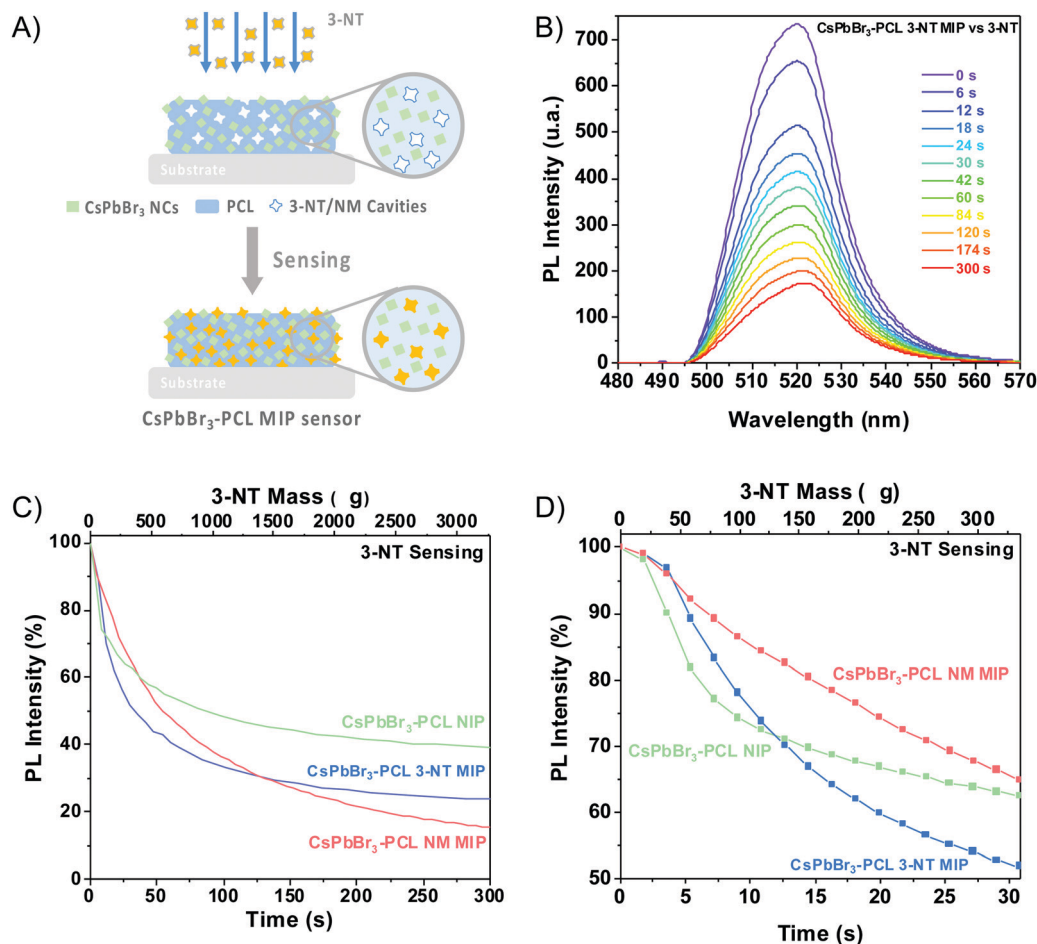 A)
3-NT
Substrate
CsPbBr₃ NCs PCL 3-NT/NM Cavities
Sensing
Substrate
CsPbBr₃-PCL MIP sensor
B)
CsPbBr₃-PCL 3-NT MIP vs 3-NT
PL Intensity (u.a.)
700
600
500
400
300
200
100
0
0 s
6 s
12 s
18 s
24 s
30 s
42 s
60 s
84 s
120 s
174 s
300 s
480 490 500 510 520 530 540 550 560 570
Wavelength (nm)
C)
3-NT Mass ( g)
0 500 1000 1500 2000 2500 3000
3-NT Sensing
PL Intensity (%)
100
80
60
40
20
0
CsPbBr₃-PCL NIP
CsPbBr₃-PCL 3-NT MIP
CsPbBr₃-PCL NM MIP
0 50 100 150 200 250 300
Time (s)
D)
3-NT Mass ( g)
0 50 100 150 200 250 300
3-NT Sensing
PL Intensity (%)
100
90
80
70
60
50
CsPbBr₃-PCL NM MIP
CsPbBr₃-PCL NIP
CsPbBr₃-PCL 3-NT MIP
0 5 10 15 20 25 30
Time (s)